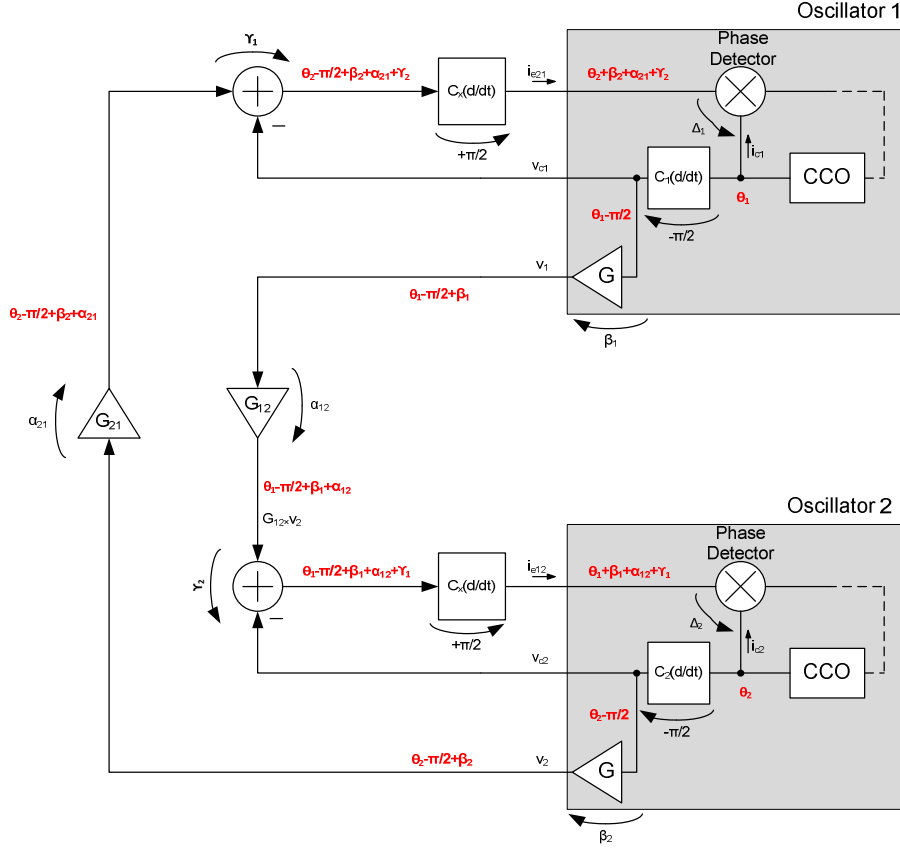 Oscillator 1
ϒ₁
Phase
Detector
θ₂-π/2+β₂+α₂₁+ϒ₂
Cₓ(d/dt)
iₑ₂₁
θ₂+β₂+α₂₁+ϒ₂
+
−
+π/2
Δ₁
i꜀₁
v꜀₁
C₁(d/dt)
CCO
θ₁
θ₁-π/2
-π/2
G
v₁
θ₁-π/2+β₁
β₁
θ₂-π/2+β₂+α₂₁
G₁₂
α₁₂
α₂₁
G₂₁
θ₁-π/2+β₁+α₁₂
G₁₂×v₂
Oscillator 2
Phase
Detector
ϒ₂
θ₁-π/2+β₁+α₁₂+ϒ₁
Cₓ(d/dt)
iₑ₁₂
θ₁+β₁+α₁₂+ϒ₁
+
−
+π/2
Δ₂
i꜀₂
v꜀₂
C₂(d/dt)
CCO
θ₂
θ₂-π/2
-π/2
θ₂-π/2+β₂
v₂
G
β₂